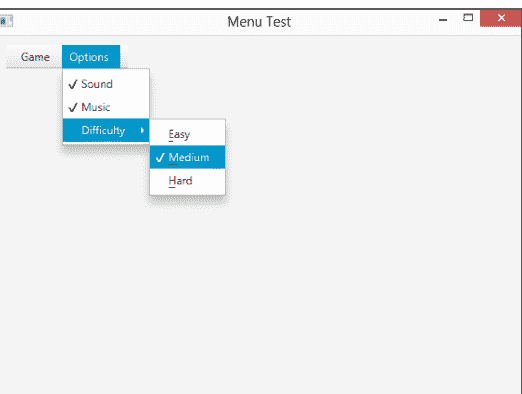 Menu Test
Game Options
Sound
Music
Difficulty
Easy
Medium
Hard